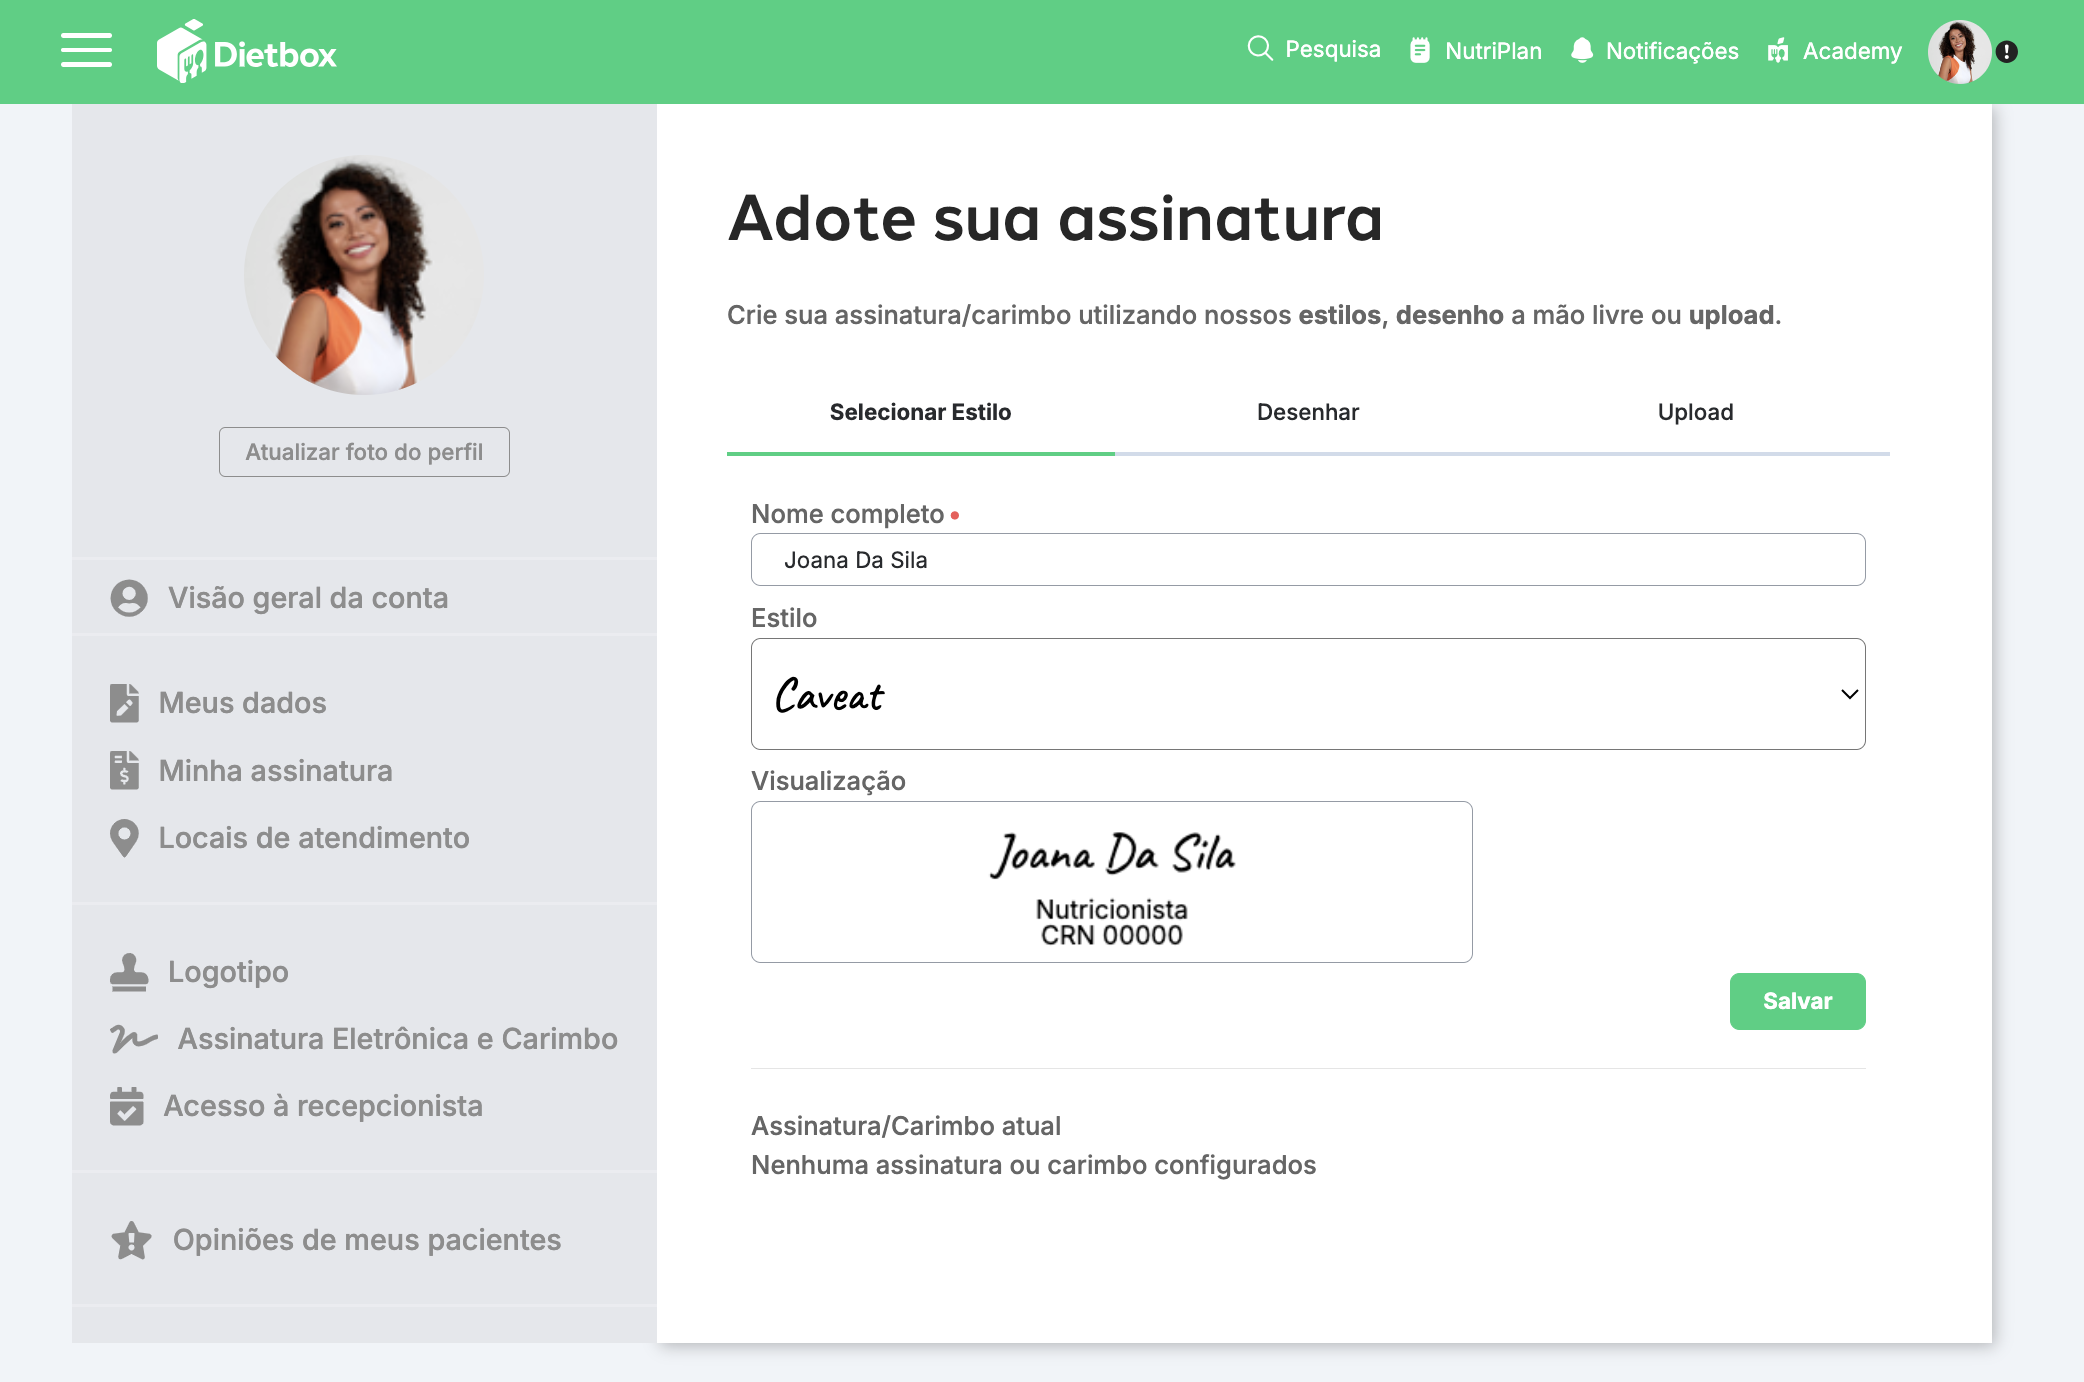 Dietbox
Pesquisa
NutriPlan
Notificações
Academy
Atualizar foto do perfil
Visão geral da conta
Meus dados
Minha assinatura
Locais de atendimento
Logotipo
Assinatura Eletrônica e Carimbo
Acesso à recepcionista
Opiniões de meus pacientes
Adote sua assinatura
Crie sua assinatura/carimbo utilizando nossos estilos, desenho a mão livre ou upload.
Selecionar Estilo
Desenhar
Upload
Nome completo
Joana Da Sila
Estilo
Caveat
Visualização
Joana Da Sila
Nutricionista
CRN 00000
Salvar
Assinatura/Carimbo atual
Nenhuma assinatura ou carimbo configurados